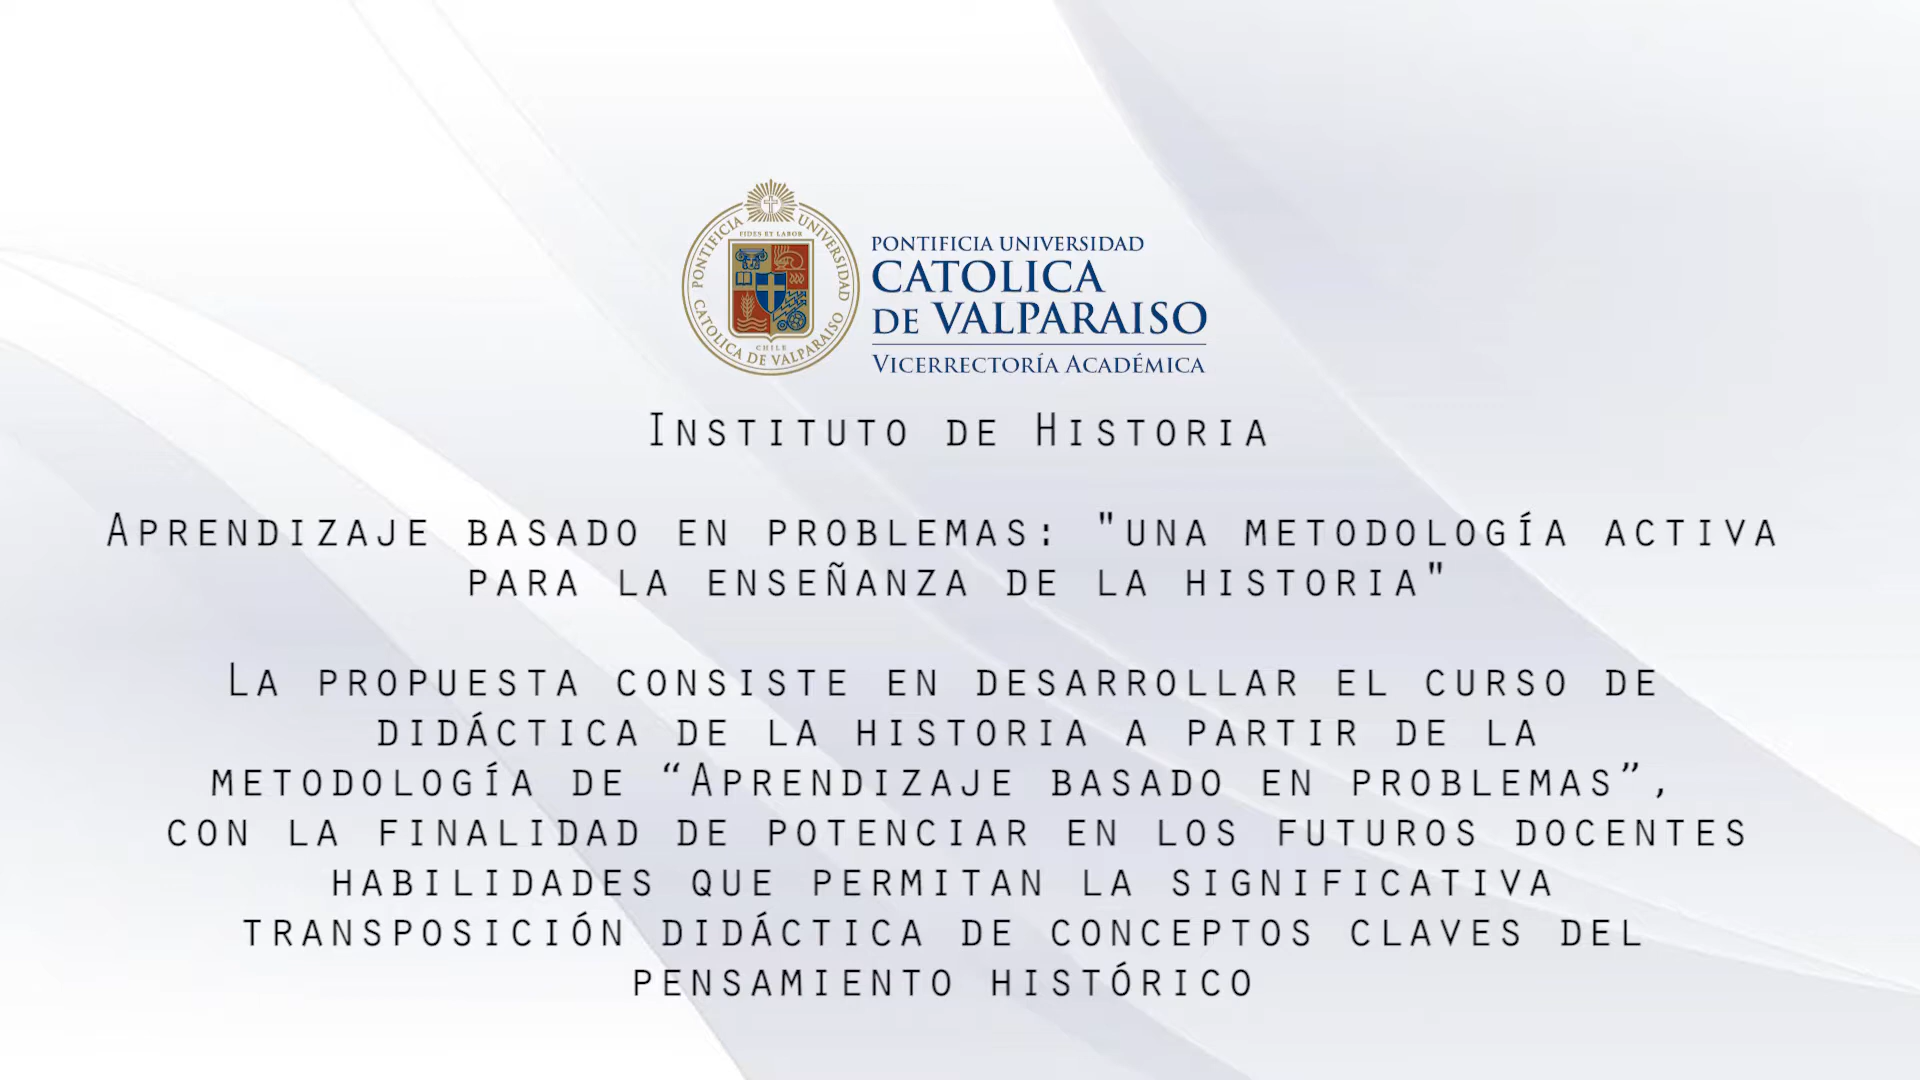 PONTIFICIA UNIVERSIDAD
CATOLICA DE VALPARAISO
FIDES ET LABOR
CHILE
PONTIFICIA UNIVERSIDAD
CATOLICA
DE VALPARAISO
VICERRECTORÍA ACADÉMICA
INSTITUTO DE HISTORIA
APRENDIZAJE BASADO EN PROBLEMAS: "UNA METODOLOGÍA ACTIVA
PARA LA ENSEÑANZA DE LA HISTORIA"
LA PROPUESTA CONSISTE EN DESARROLLAR EL CURSO DE
DIDÁCTICA DE LA HISTORIA A PARTIR DE LA
METODOLOGÍA DE “APRENDIZAJE BASADO EN PROBLEMAS”,
CON LA FINALIDAD DE POTENCIAR EN LOS FUTUROS DOCENTES
HABILIDADES QUE PERMITAN LA SIGNIFICATIVA
TRANSPOSICIÓN DIDÁCTICA DE CONCEPTOS CLAVES DEL
PENSAMIENTO HISTÓRICO